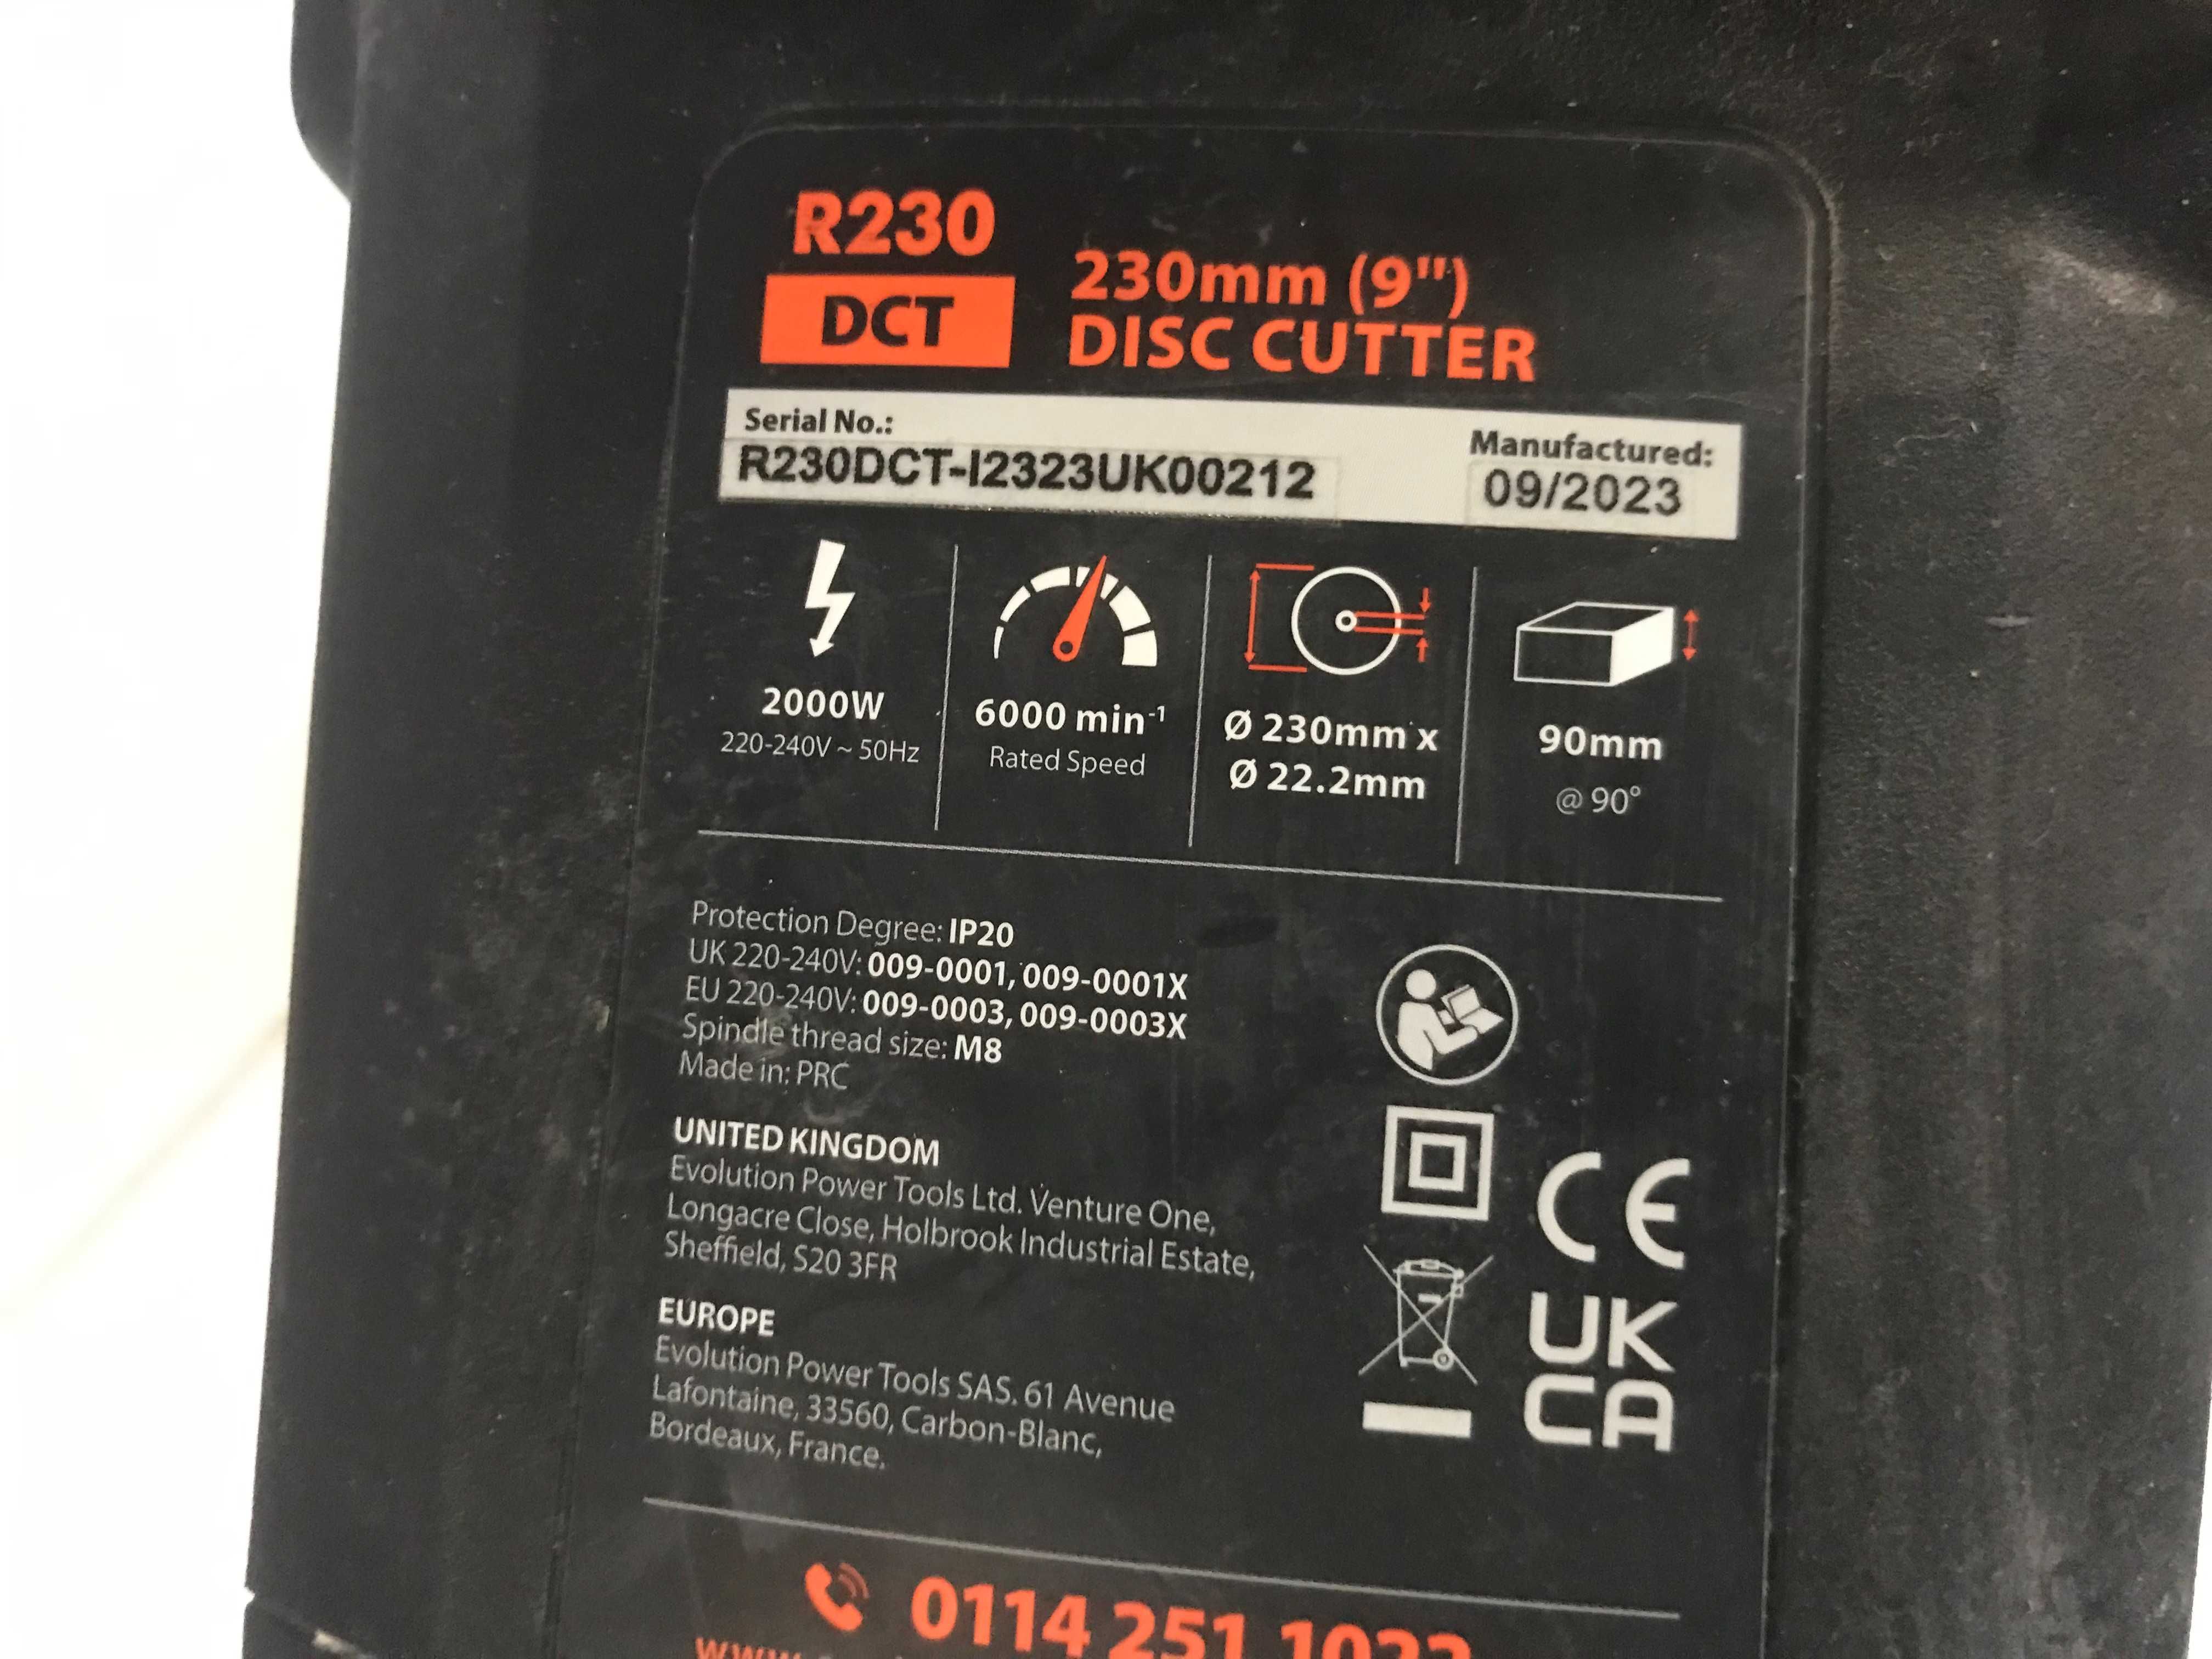 R230
DCT
230mm (9")
DISC CUTTER
Serial No.:
R230DCT-I2323UK00212
Manufactured:
09/2023
2000W
220-240V ~ 50Hz
6000 min⁻¹
Rated Speed
Ø 230mm x
Ø 22.2mm
90mm
@ 90°
Protection Degree: IP20
UK 220-240V: 009-0001, 009-0001X
EU 220-240V: 009-0003, 009-0003X
Spindle thread size: M8
Made in: PRC
UNITED KINGDOM
Evolution Power Tools Ltd. Venture One,
Longacre Close, Holbrook Industrial Estate,
Sheffield, S20 3FR
EUROPE
Evolution Power Tools SAS. 61 Avenue
Lafontaine, 33560, Carbon-Blanc,
Bordeaux, France.
CE
UK
CA
0114 251 1022